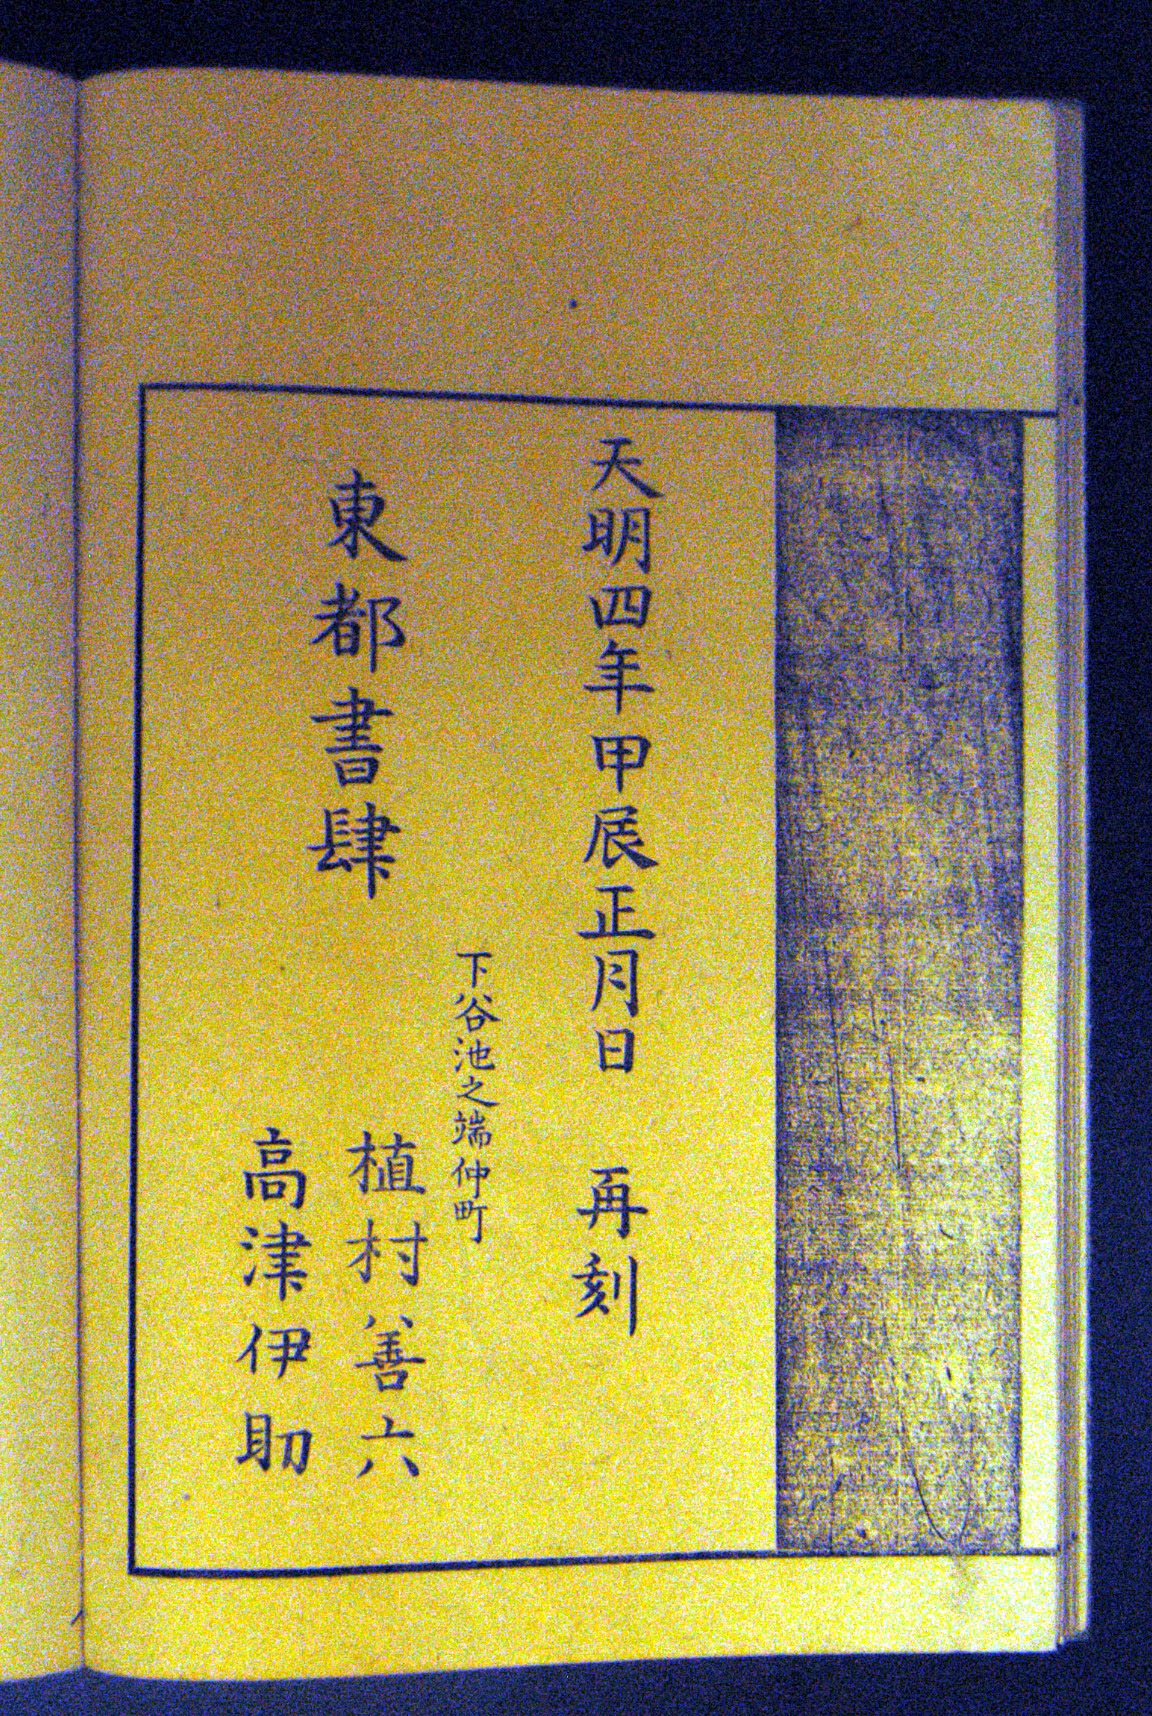 天明四年甲辰正月日　再刻
下谷池之端仲町
東都書肆　植村善六
高津伊助